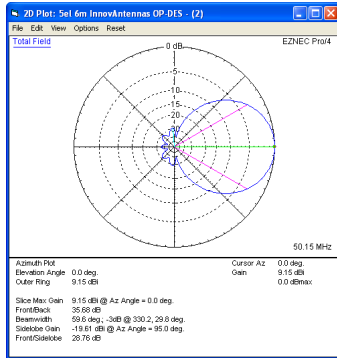 2D Plot: 5el 6m InnovAntennas OP-DES - (2)
File Edit View Options Reset
Total Field
0 dB
EZNEC Pro/4
-5
-10
-15
-20
-30
50.15 MHz
Azimuth Plot
Cursor Az 0.0 deg.
Elevation Angle 0.0 deg.
Gain 9.15 dBi
Outer Ring 9.15 dBi
0.0 dBmax
Slice Max Gain 9.15 dBi @ Az Angle = 0.0 deg.
Front/Back 35.68 dB
Beamwidth 59.6 deg.; -3dB @ 330.2, 29.8 deg.
Sidelobe Gain -19.61 dBi @ Az Angle = 95.0 deg.
Front/Sidelobe 28.76 dB